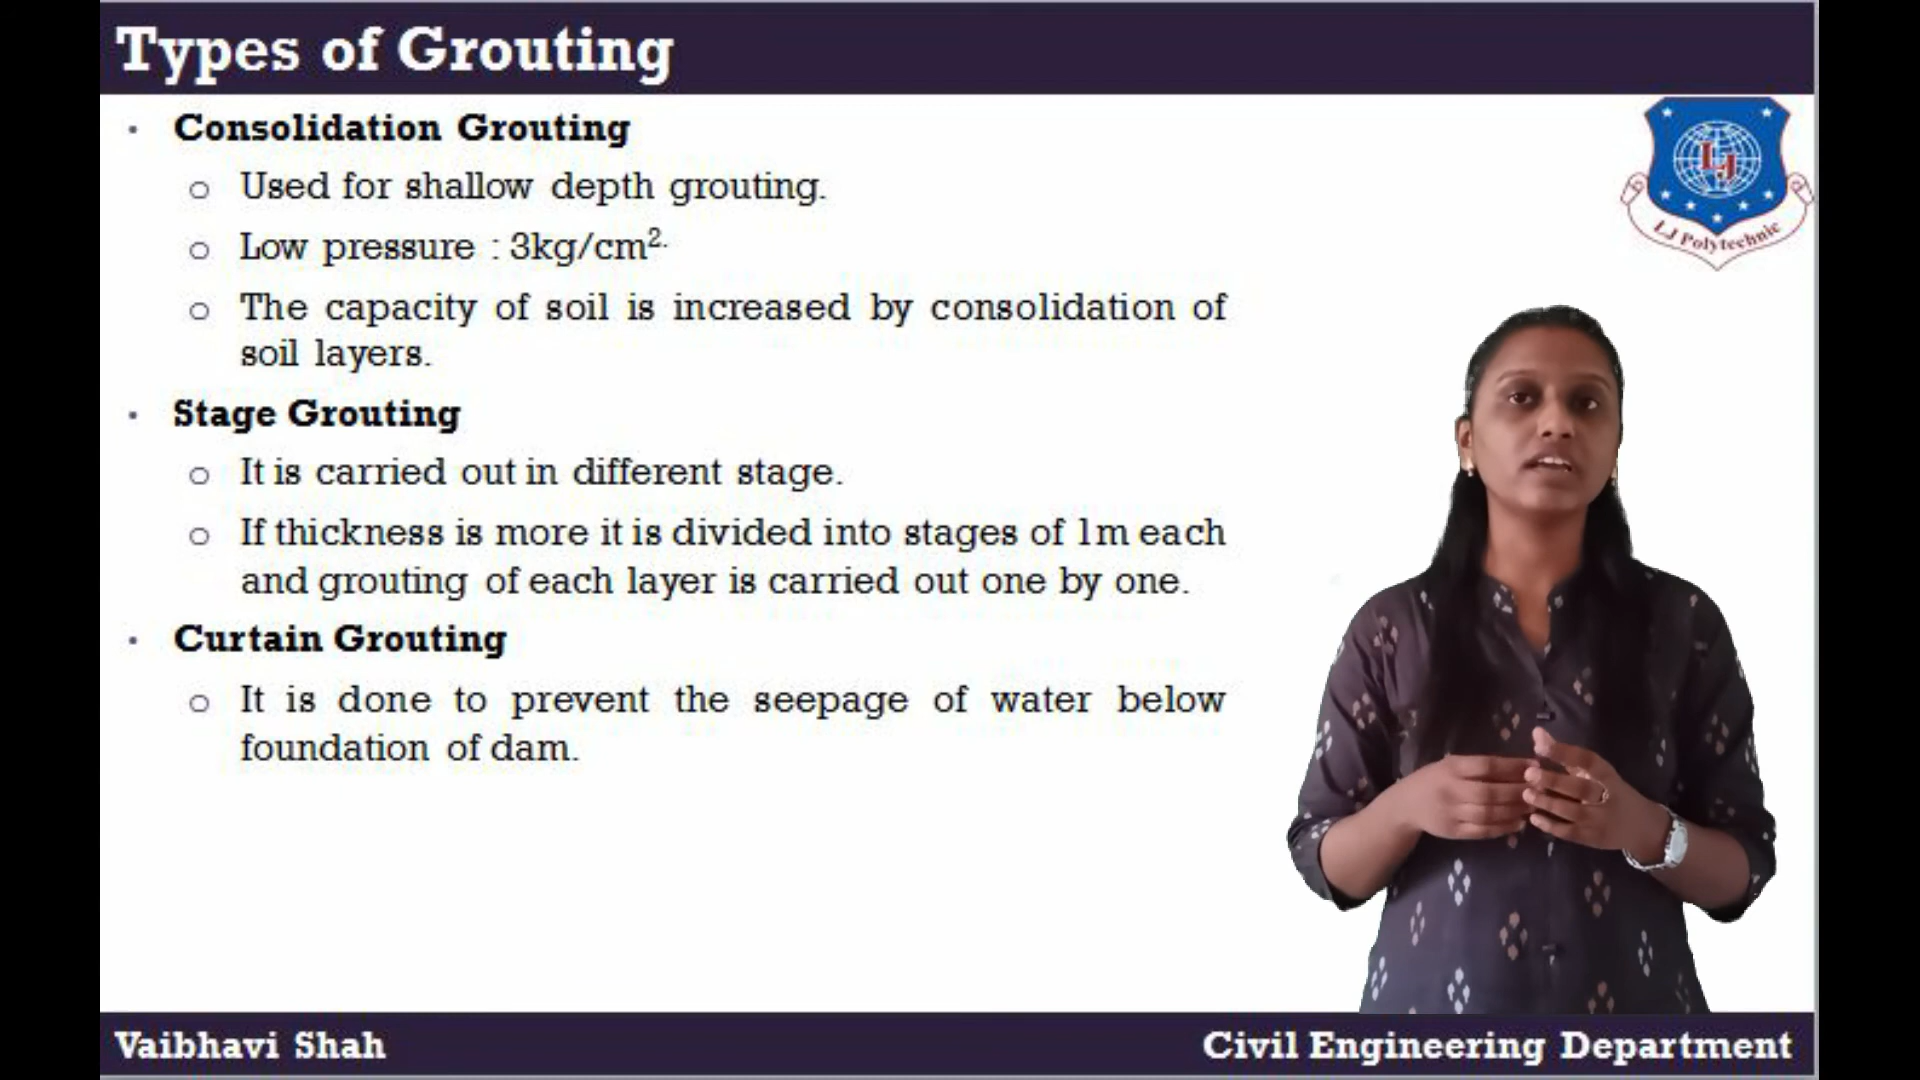 Types of Grouting
• Consolidation Grouting
o Used for shallow depth grouting.
o Low pressure : 3kg/cm².
o The capacity of soil is increased by consolidation of
soil layers.
• Stage Grouting
o It is carried out in different stage.
o If thickness is more it is divided into stages of 1m each
and grouting of each layer is carried out one by one.
• Curtain Grouting
o It is done to prevent the seepage of water below
foundation of dam.
LJ
LJ Polytechnic
Vaibhavi Shah
Civil Engineering Department